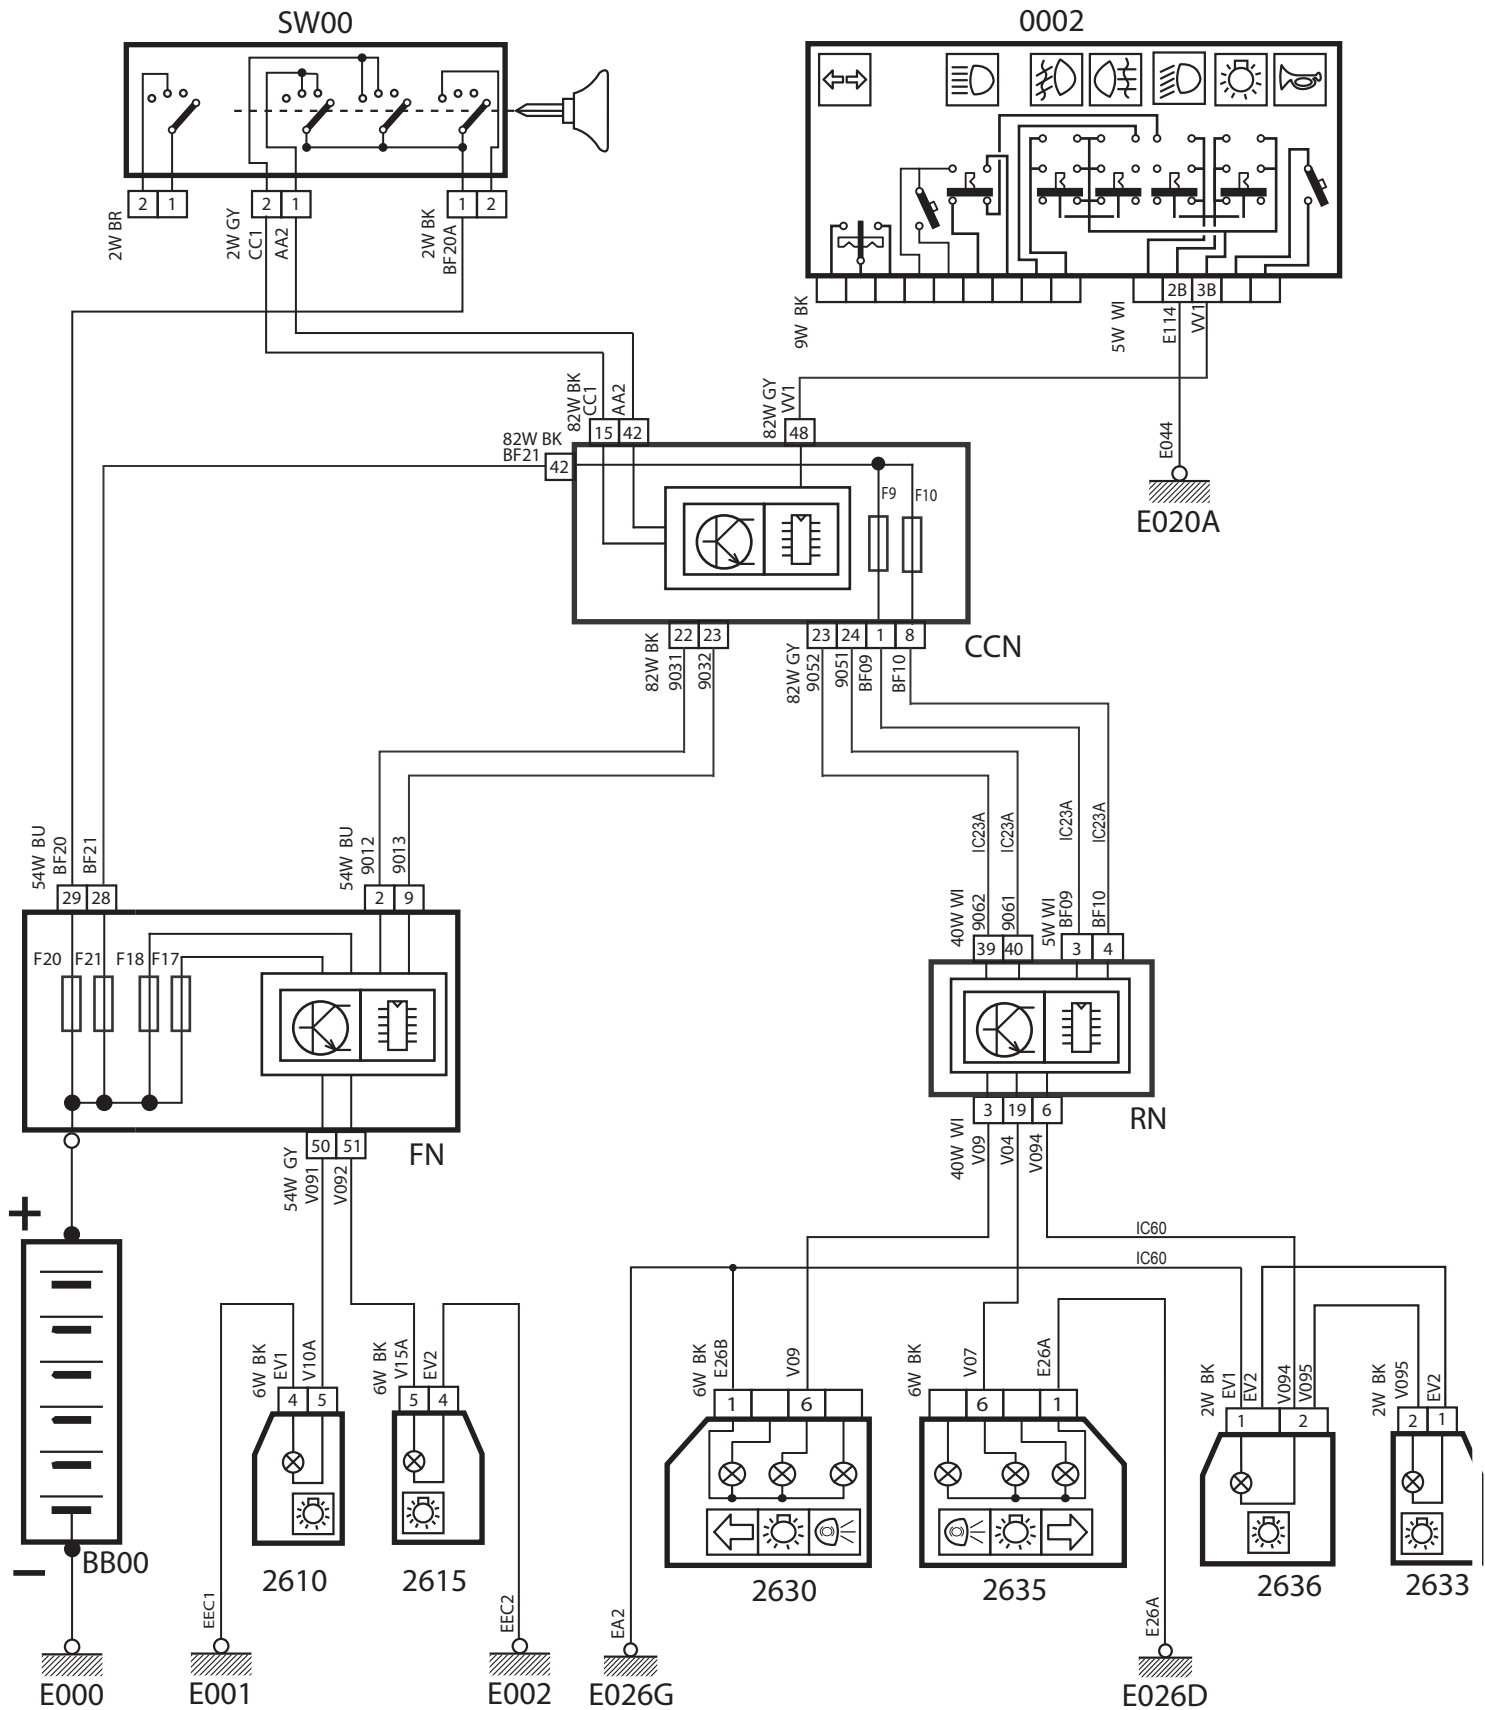 SW00
0002
2 1
2 1
1 2
2W BR
2W GY
CC1
AA2
2W BK
BF20A
2B 3B
9W BK
5W WI
E114
VV1
82W BK
CC1
AA2
82W GY
VV1
E044
15 42
48
82W BK
BF21
42
E020A
F9
F10
22 23
23 24 1 8
CCN
82W BK
9031
9032
82W GY
9052
9051
BF09
BF10
IC23A
IC23A
IC23A
IC23A
54W BU
BF20
BF21
54W BU
9012
9013
29 28
2 9
40W WI
9062
9061
5W WI
BF09
BF10
39 40
3 4
F20
F21
F18
F17
3 19 6
RN
50 51
FN
54W GY
V091
V092
40W WI
V09
V04
V094
+
IC60
IC60
6W BK
EV1
V10A
6W BK
V15A
EV2
6W BK
E26B
V09
6W BK
V07
E26A
2W BK
EV1
EV2
V094
V095
2W BK
V095
EV2
4 5
5 4
1 6
6 1
1 2
2 1
BB00
–
2610
2615
2630
2635
2636
2633
EEC1
EEC2
EA2
E26A
E000
E001
E002
E026G
E026D